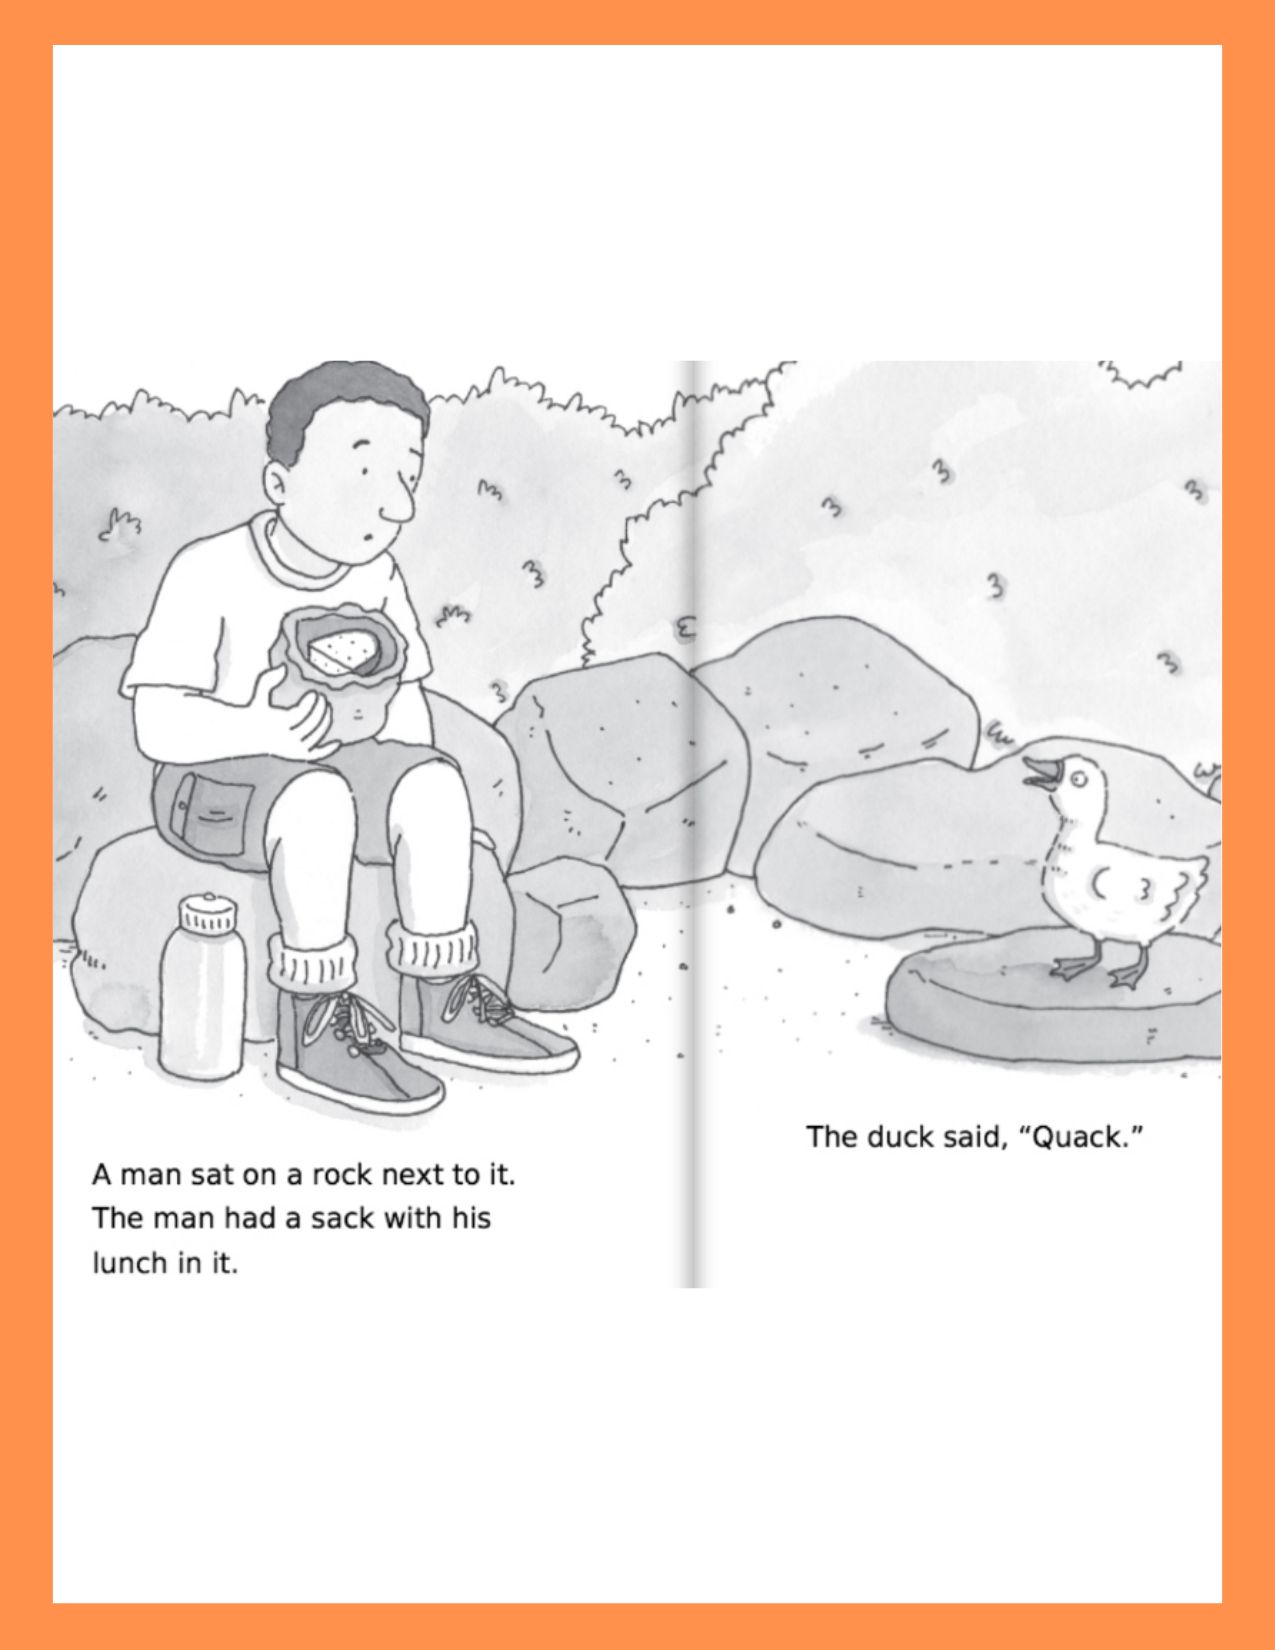 A man sat on a rock next to it.
The man had a sack with his
lunch in it.
The duck said, “Quack.”